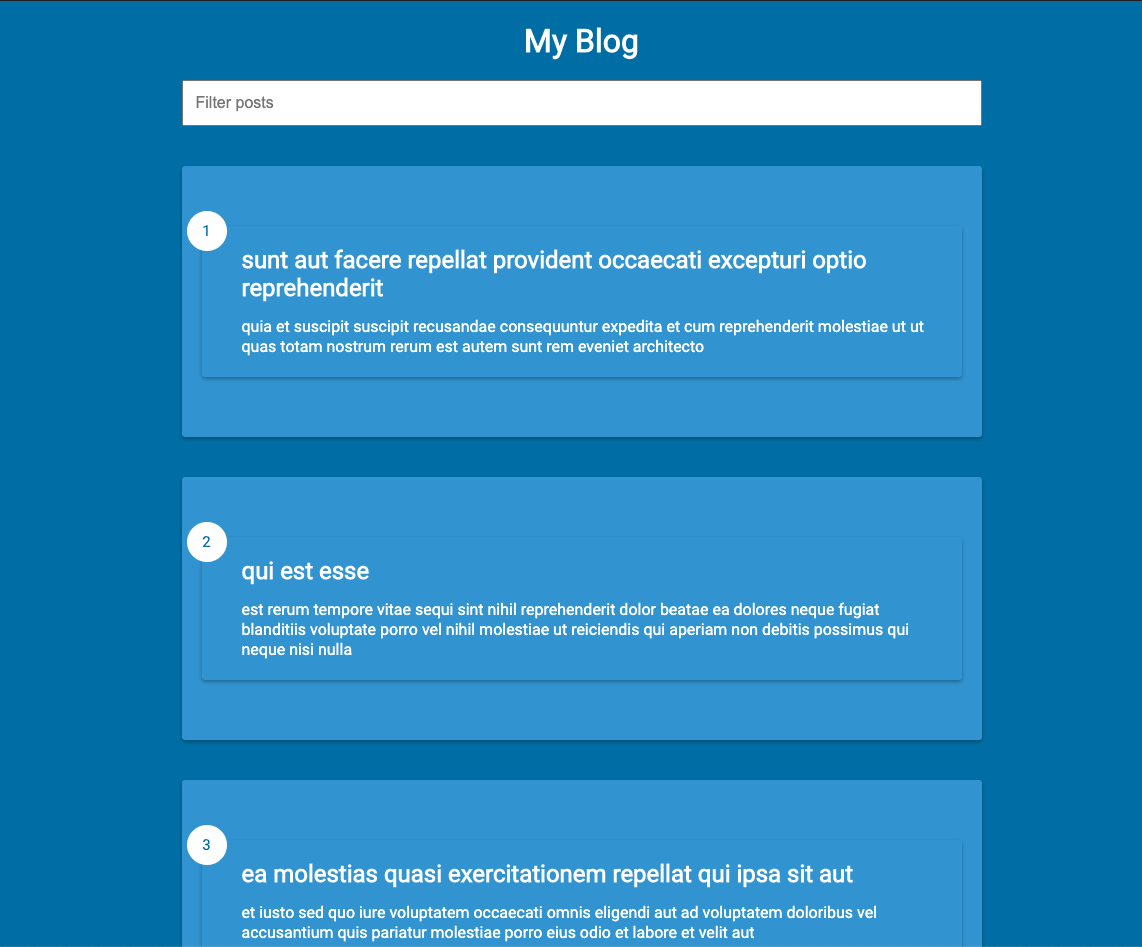 My Blog
Filter posts
1
sunt aut facere repellat provident occaecati excepturi optio
reprehenderit
quia et suscipit suscipit recusandae consequuntur expedita et cum reprehenderit molestiae ut ut
quas totam nostrum rerum est autem sunt rem eveniet architecto
2
qui est esse
est rerum tempore vitae sequi sint nihil reprehenderit dolor beatae ea dolores neque fugiat
blanditiis voluptate porro vel nihil molestiae ut reiciendis qui aperiam non debitis possimus qui
neque nisi nulla
3
ea molestias quasi exercitationem repellat qui ipsa sit aut
et iusto sed quo iure voluptatem occaecati omnis eligendi aut ad voluptatem doloribus vel
accusantium quis pariatur molestiae porro eius odio et labore et velit aut